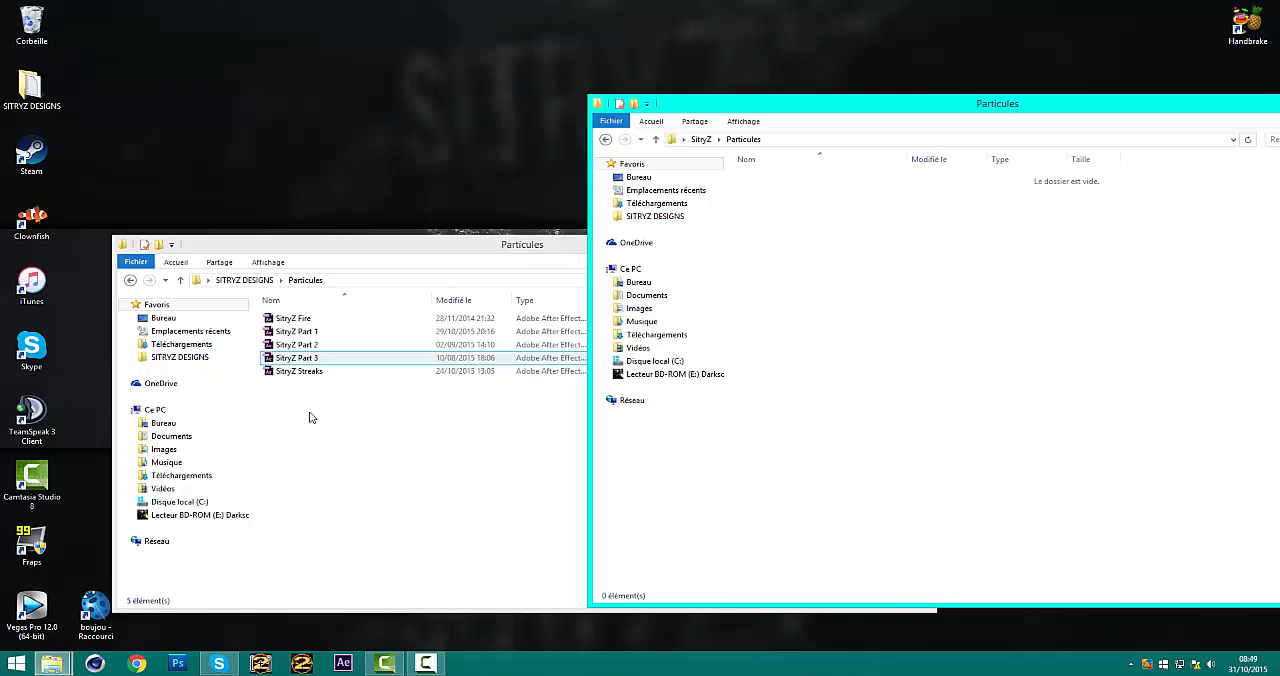 Corbeille
SITRYZ DESIGNS
Steam
Clownfish
iTunes
Skype
TeamSpeak 3
Client
Camtasia Studio
8
99
Fraps
Vegas Pro 12.0
(64-bit)
boujou -
Raccourci
Handbrake
SITRYZ
Particules
Fichier
Accueil
Partage
Affichage
SITRYZ DESIGNS
Particules
Favoris
Bureau
Emplacements récents
Téléchargements
SITRYZ DESIGNS
OneDrive
Ce PC
Bureau
Documents
Images
Musique
Téléchargements
Vidéos
Disque local (C:)
Lecteur BD-ROM (E:) Darksc
Réseau
Nom Modifié le Type
SitryZ Fire 28/11/2014 21:32 Adobe After Effect...
SitryZ Part 1 29/10/2015 20:16 Adobe After Effect...
SitryZ Part 2 02/09/2015 14:10 Adobe After Effect...
SitryZ Part 3 10/08/2015 18:06 Adobe After Effect...
SitryZ Streaks 24/10/2015 13:05 Adobe After Effect...
5 élément(s)
Particules
Fichier
Accueil
Partage
Affichage
SitryZ
Particules
Re
Favoris
Bureau
Emplacements récents
Téléchargements
SITRYZ DESIGNS
OneDrive
Ce PC
Bureau
Documents
Images
Musique
Téléchargements
Vidéos
Disque local (C:)
Lecteur BD-ROM (E:) Darksc
Réseau
Nom Modifié le Type Taille
Le dossier est vide.
0 élément(s)
Ps
Ae
08:49
31/10/2015